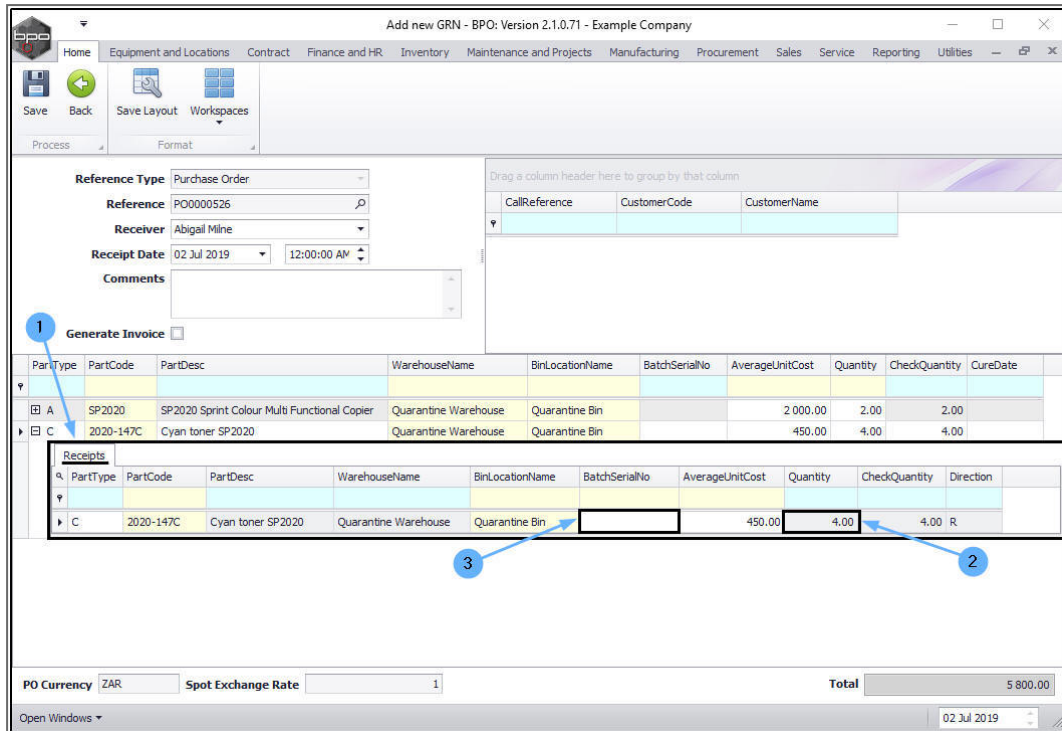 bpo
Add new GRN - BPO: Version 2.1.0.71 - Example Company
Home Equipment and Locations Contract Finance and HR Inventory Maintenance and Projects Manufacturing Procurement Sales Service Reporting Utilities
Save Back Save Layout Workspaces
Process Format
Reference Type Purchase Order
Reference PO0000526
Receiver Abigail Milne
Receipt Date 02 Jul 2019 12:00:00 AM
Comments
Generate Invoice
Drag a column header here to group by that column
CallReference CustomerCode CustomerName
1
PartType PartCode PartDesc WarehouseName BinLocationName BatchSerialNo AverageUnitCost Quantity CheckQuantity CureDate
A SP2020 SP2020 Sprint Colour Multi Functional Copier Quarantine Warehouse Quarantine Bin 2 000.00 2.00 2.00
C 2020-147C Cyan toner SP2020 Quarantine Warehouse Quarantine Bin 450.00 4.00 4.00
Receipts
PartType PartCode PartDesc WarehouseName BinLocationName BatchSerialNo AverageUnitCost Quantity CheckQuantity Direction
C 2020-147C Cyan toner SP2020 Quarantine Warehouse Quarantine Bin 450.00 4.00 4.00 R
3 2
PO Currency ZAR Spot Exchange Rate 1 Total 5 800.00
Open Windows 02 Jul 2019